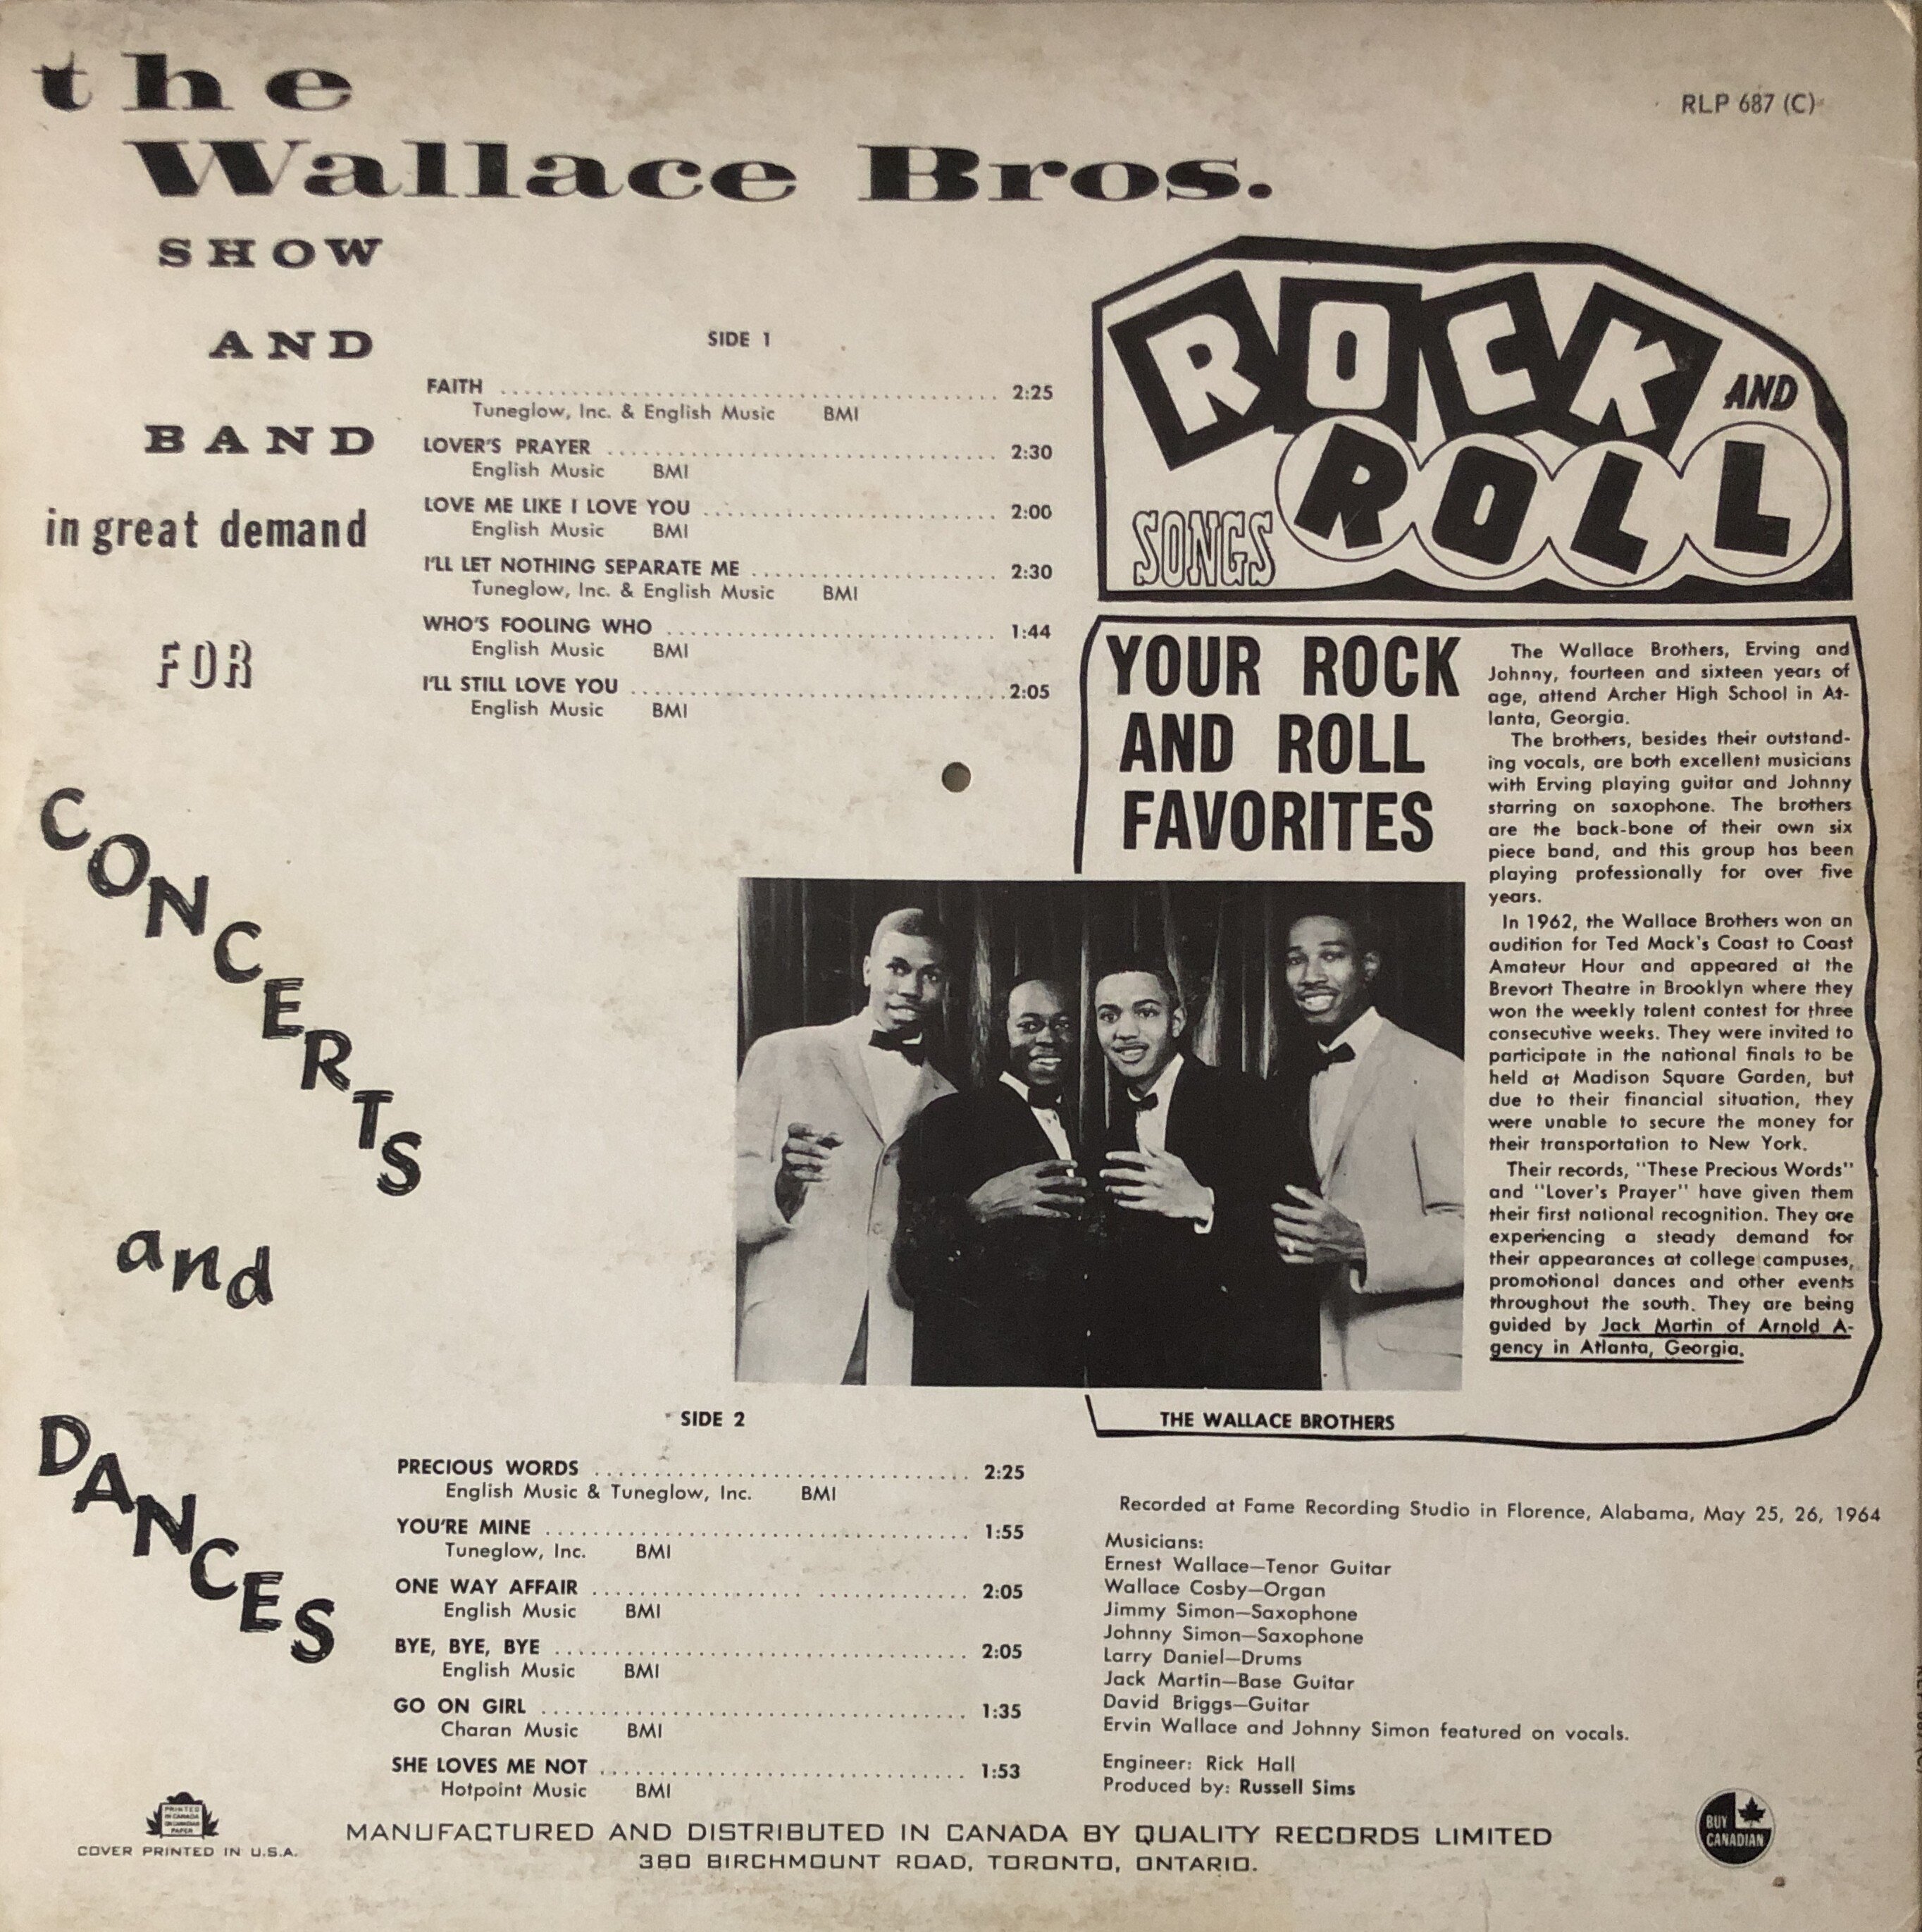 the
Wallace Bros.
RLP 687 (C)
SHOW
AND
BAND
in great demand
FOR
CONCERTS
and
DANCES
SIDE 1
FAITH 2:25
Tuneglow, Inc. & English Music BMI
LOVER'S PRAYER 2:30
English Music BMI
LOVE ME LIKE I LOVE YOU 2:00
English Music BMI
I'LL LET NOTHING SEPARATE ME 2:30
Tuneglow, Inc. & English Music BMI
WHO'S FOOLING WHO 1:44
English Music BMI
I'LL STILL LOVE YOU 2:05
English Music BMI
ROCK AND
ROLL
SONGS
YOUR ROCK
AND ROLL
FAVORITES
The Wallace Brothers, Erving and
Johnny, fourteen and sixteen years of
age, attend Archer High School in At-
lanta, Georgia.
The brothers, besides their outstand-
ing vocals, are both excellent musicians
with Erving playing guitar and Johnny
starring on saxophone. The brothers
are the back-bone of their own six
piece band, and this group has been
playing professionally for over five
years.
In 1962, the Wallace Brothers won an
audition for Ted Mack's Coast to Coast
Amateur Hour and appeared at the
Brevort Theatre in Brooklyn where they
won the weekly talent contest for three
consecutive weeks. They were invited to
participate in the national finals to be
held at Madison Square Garden, but
due to their financial situation, they
were unable to secure the money for
their transportation to New York.
Their records, "These Precious Words"
and "Lover's Prayer" have given them
their first national recognition. They are
experiencing a steady demand for
their appearances at college campuses,
promotional dances and other events
throughout the south. They are being
guided by Jack Martin of Arnold A-
gency in Atlanta, Georgia.
THE WALLACE BROTHERS
SIDE 2
PRECIOUS WORDS 2:25
English Music & Tuneglow, Inc. BMI
YOU'RE MINE 1:55
Tuneglow, Inc. BMI
ONE WAY AFFAIR 2:05
English Music BMI
BYE, BYE, BYE 2:05
English Music BMI
GO ON GIRL 1:35
Charan Music BMI
SHE LOVES ME NOT 1:53
Hotpoint Music BMI
Recorded at Fame Recording Studio in Florence, Alabama, May 25, 26, 1964
Musicians:
Ernest Wallace—Tenor Guitar
Wallace Cosby—Organ
Jimmy Simon—Saxophone
Johnny Simon—Saxophone
Larry Daniel—Drums
Jack Martin—Base Guitar
David Briggs—Guitar
Ervin Wallace and Johnny Simon featured on vocals.
Engineer: Rick Hall
Produced by: Russell Sims
PRINTED
IN CANADA
ON CANADIAN
PAPER
COVER PRINTED IN U.S.A.
MANUFACTURED AND DISTRIBUTED IN CANADA BY QUALITY RECORDS LIMITED
380 BIRCHMOUNT ROAD, TORONTO, ONTARIO.
BUY
CANADIAN